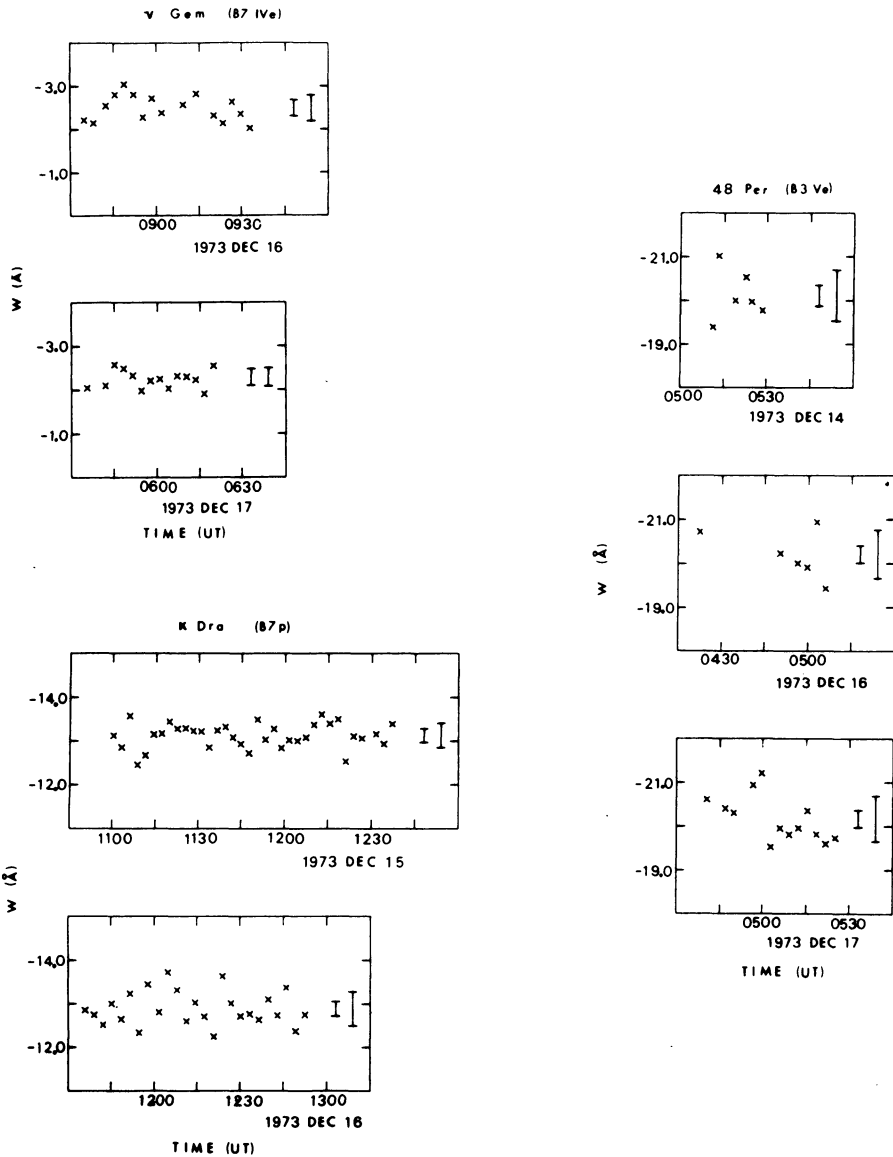 ν Gem (B7 IVe)
-3.0
-1.0
0900 0930
1973 DEC 16
W (Å)
-3.0
-1.0
0600 0630
1973 DEC 17
TIME (UT)
κ Dra (B7p)
-14.0
-12.0
1100 1130 1200 1230
1973 DEC 15
W (Å)
-14.0
-12.0
1200 1230 1300
1973 DEC 16
TIME (UT)
48 Per (B3 Ve)
-21.0
-19.0
0500 0530
1973 DEC 14
-21.0
-19.0
W (Å)
0430 0500
1973 DEC 16
-21.0
-19.0
0500 0530
1973 DEC 17
TIME (UT)